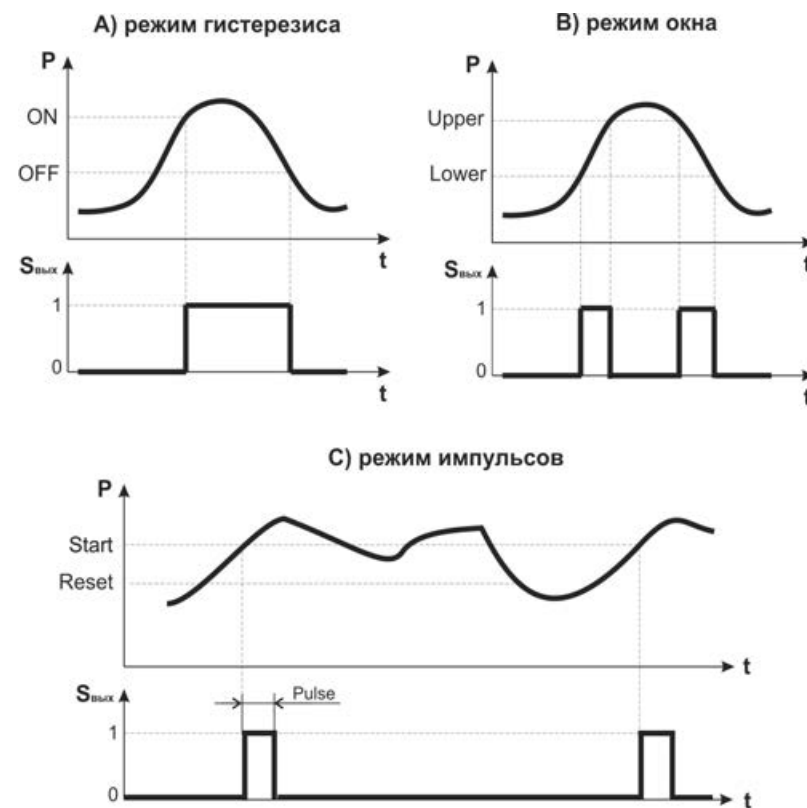 А) режим гистерезиса
P
ON
OFF
t
Sвых
1
0
t
В) режим окна
P
Upper
Lower
t
Sвых
1
0
t
С) режим импульсов
P
Start
Reset
t
Sвых
Pulse
1
0
t